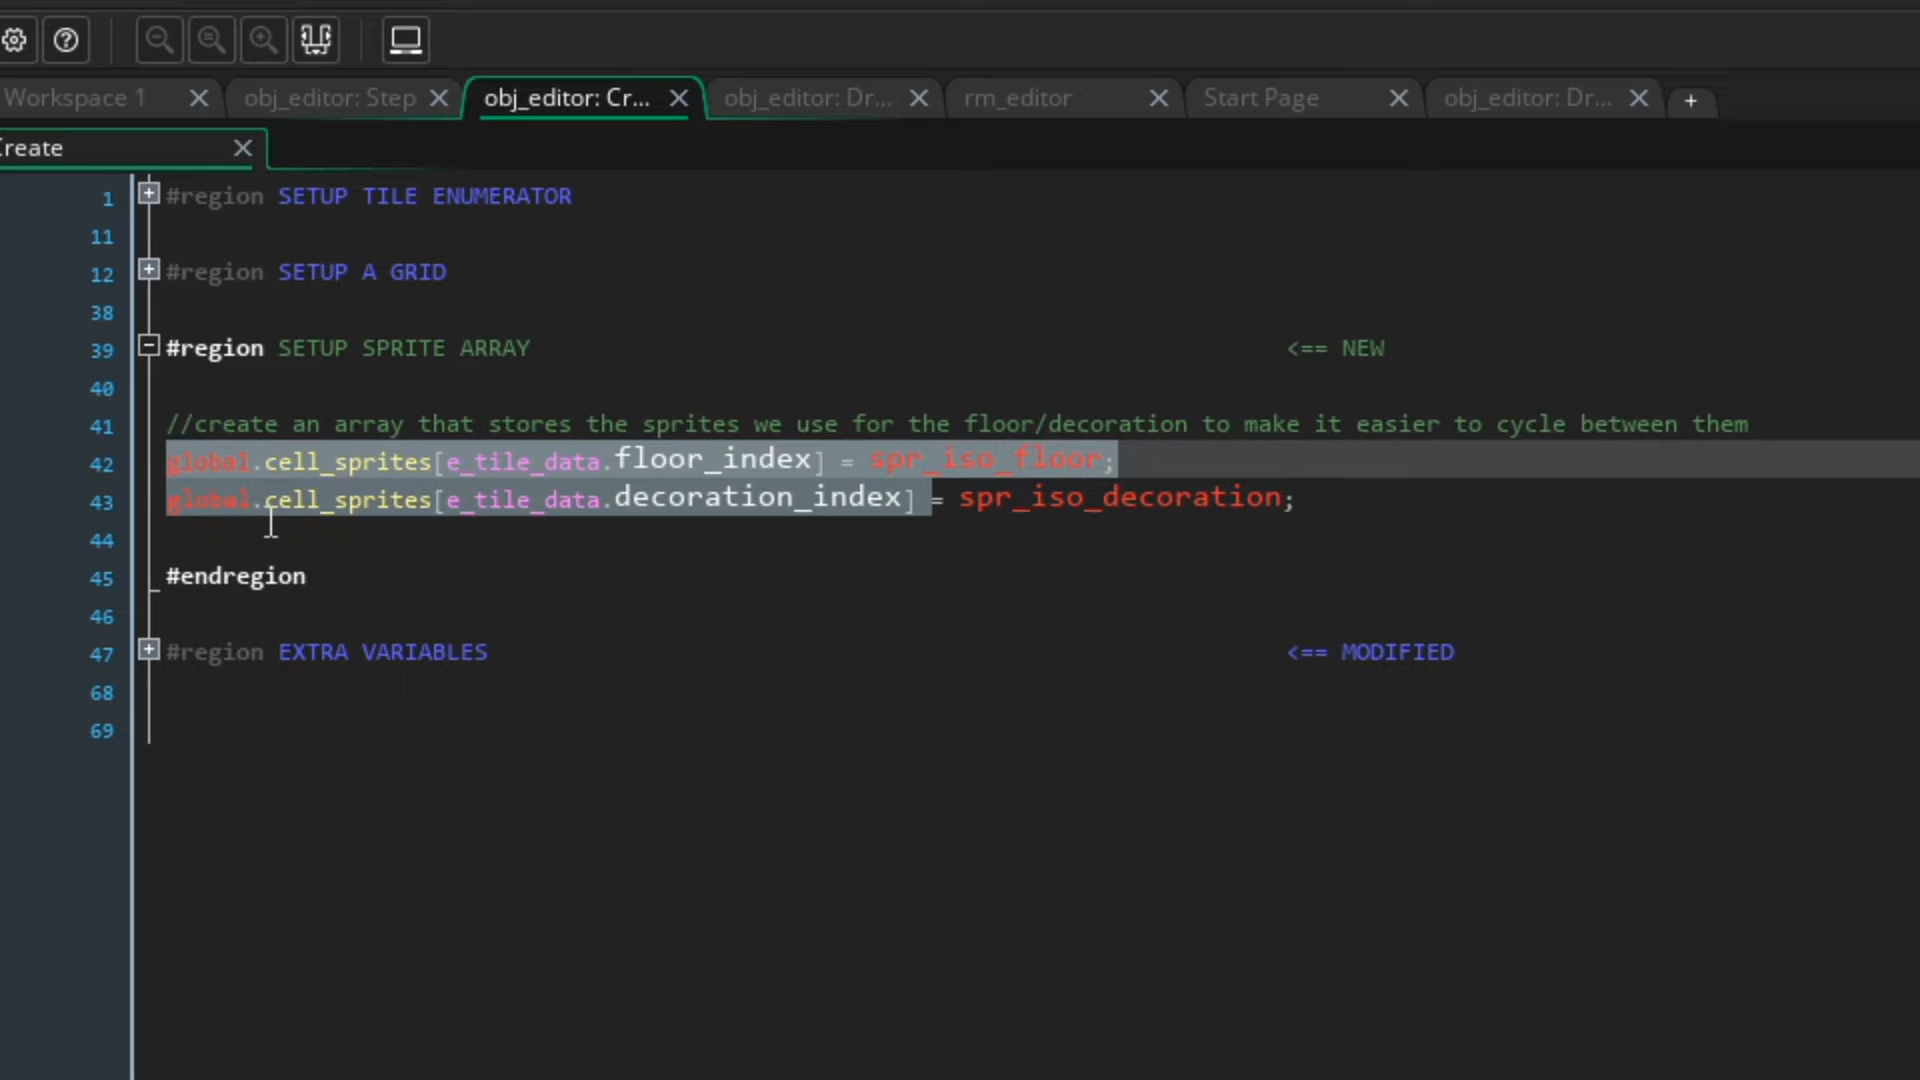 Workspace 1 obj_editor: Step obj_editor: Cr... obj_editor: Dr... rm_editor Start Page obj_editor: Dr... +
Create
1 #region SETUP TILE ENUMERATOR
11
12 #region SETUP A GRID
38
39 #region SETUP SPRITE ARRAY <== NEW
40
41 //create an array that stores the sprites we use for the floor/decoration to make it easier to cycle between them
42 global.cell_sprites[e_tile_data.floor_index] = spr_iso_floor;
43 global.cell_sprites[e_tile_data.decoration_index] = spr_iso_decoration;
44
45 #endregion
46
47 #region EXTRA VARIABLES <== MODIFIED
68
69